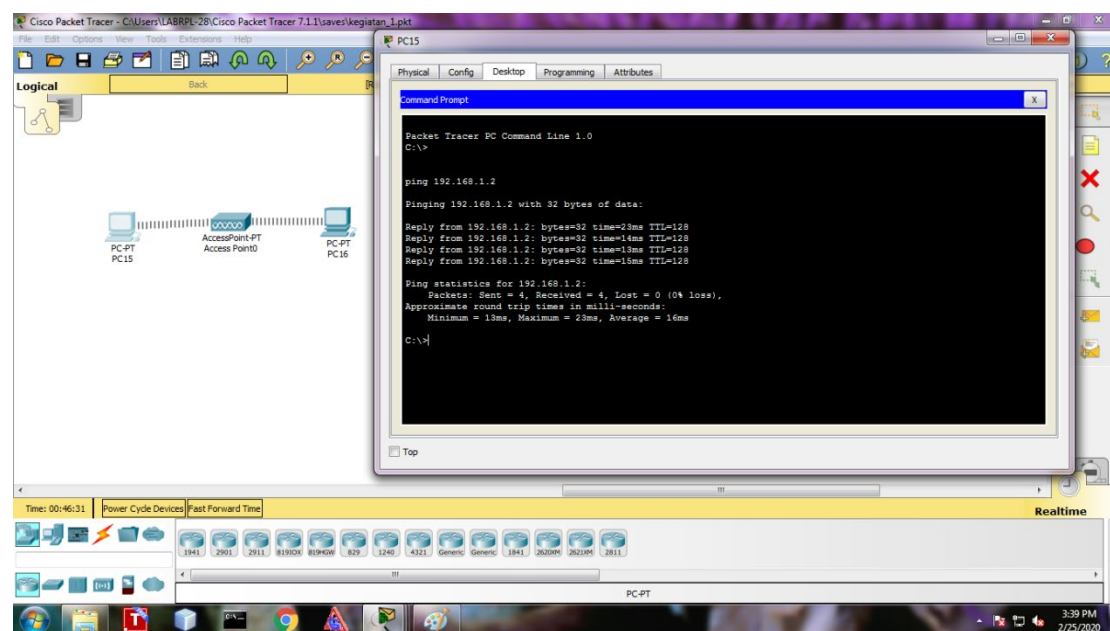 Cisco Packet Tracer - C:\Users\LABRPL-28\Cisco Packet Tracer 7.1.1\saves\kegiatan_1.pkt
File Edit Options View Tools Extensions Help
Logical
Back
PC15
Physical Config Desktop Programming Attributes
Command Prompt
X
Packet Tracer PC Command Line 1.0
C:\>
ping 192.168.1.2
Pinging 192.168.1.2 with 32 bytes of data:
Reply from 192.168.1.2: bytes=32 time=23ms TTL=128
Reply from 192.168.1.2: bytes=32 time=14ms TTL=128
Reply from 192.168.1.2: bytes=32 time=13ms TTL=128
Reply from 192.168.1.2: bytes=32 time=15ms TTL=128
Ping statistics for 192.168.1.2:
Packets: Sent = 4, Received = 4, Lost = 0 (0% loss),
Approximate round trip times in milli-seconds:
Minimum = 13ms, Maximum = 23ms, Average = 16ms
C:\>
Top
PC-PT
PC15
AccessPoint-PT
Access Point0
PC-PT
PC16
Time: 00:46:31 Power Cycle Devices Fast Forward Time
Realtime
1941 2901 2911 819IOX 819HGW 829 1240 4321 Generic Generic 1841 2620XM 2621XM 2811
PC-PT
3:39 PM
2/25/2020